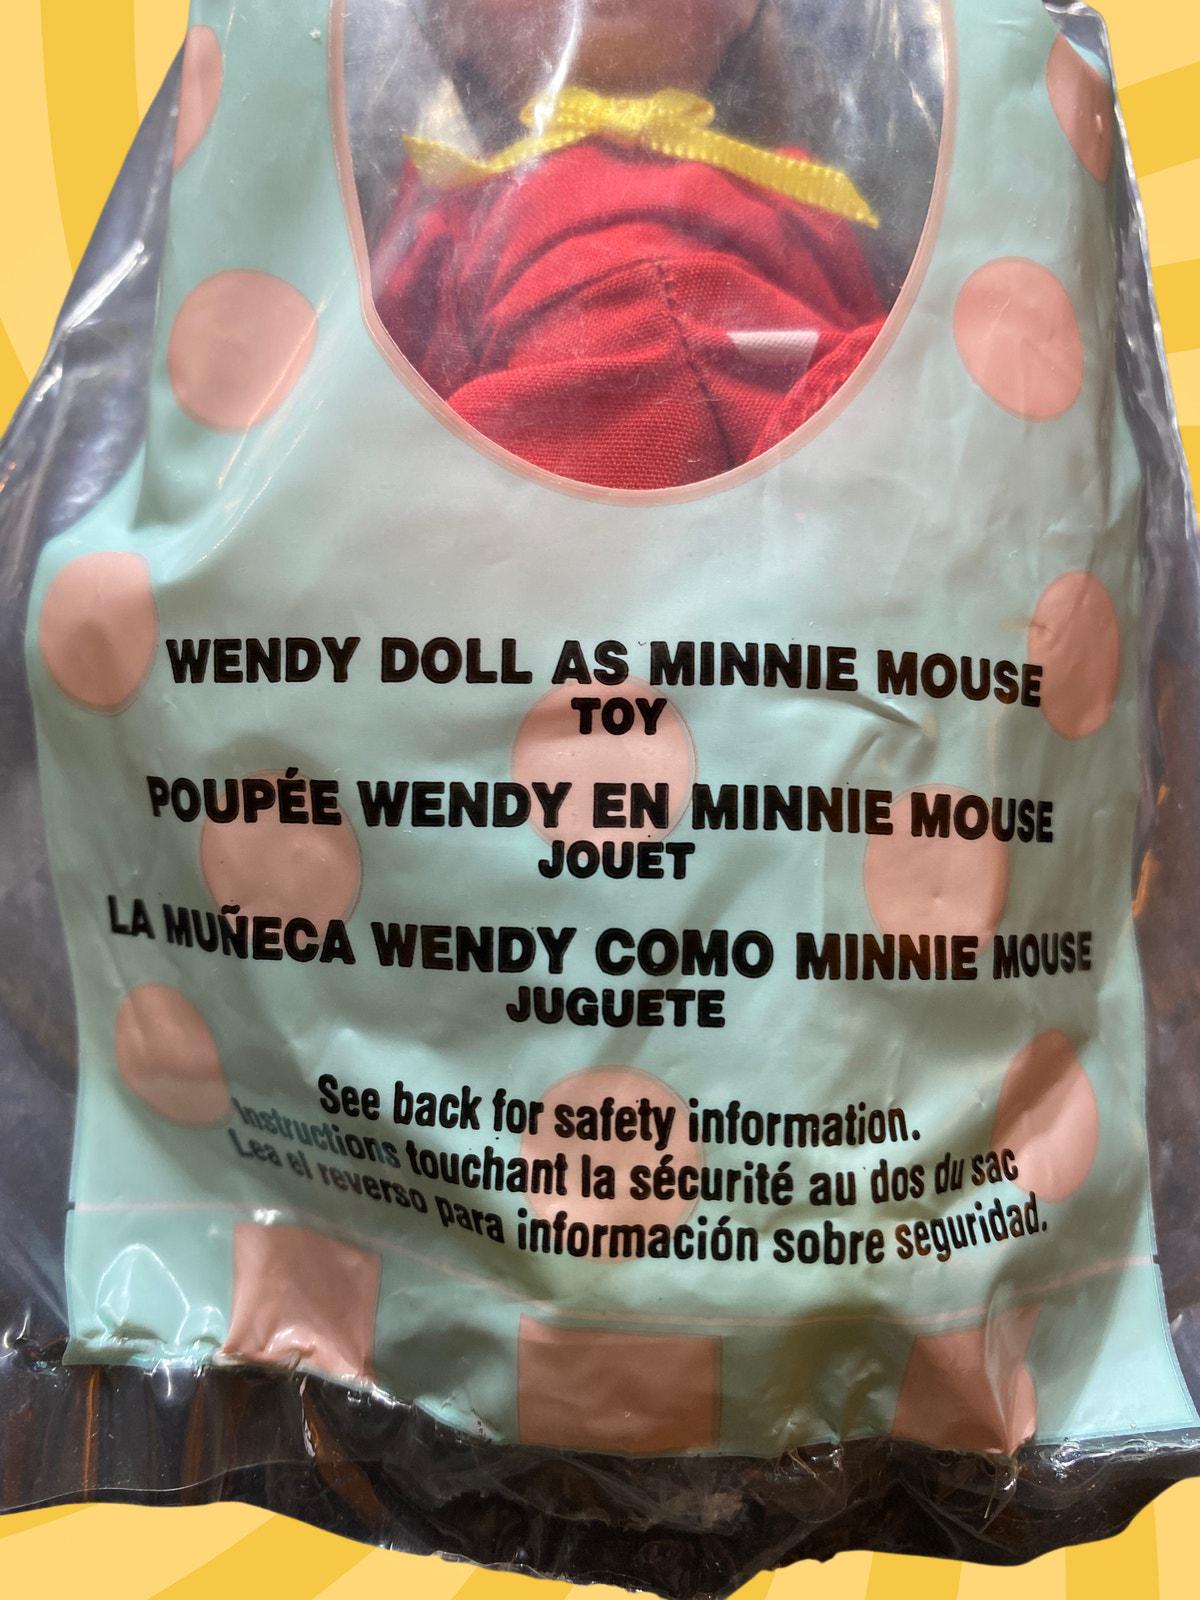 WENDY DOLL AS MINNIE MOUSE
TOY
POUPÉE WENDY EN MINNIE MOUSE
JOUET
LA MUÑECA WENDY COMO MINNIE MOUSE
JUGUETE
See back for safety information.
Instructions touchant la sécurité au dos du sac
Lea el reverso para información sobre seguridad.